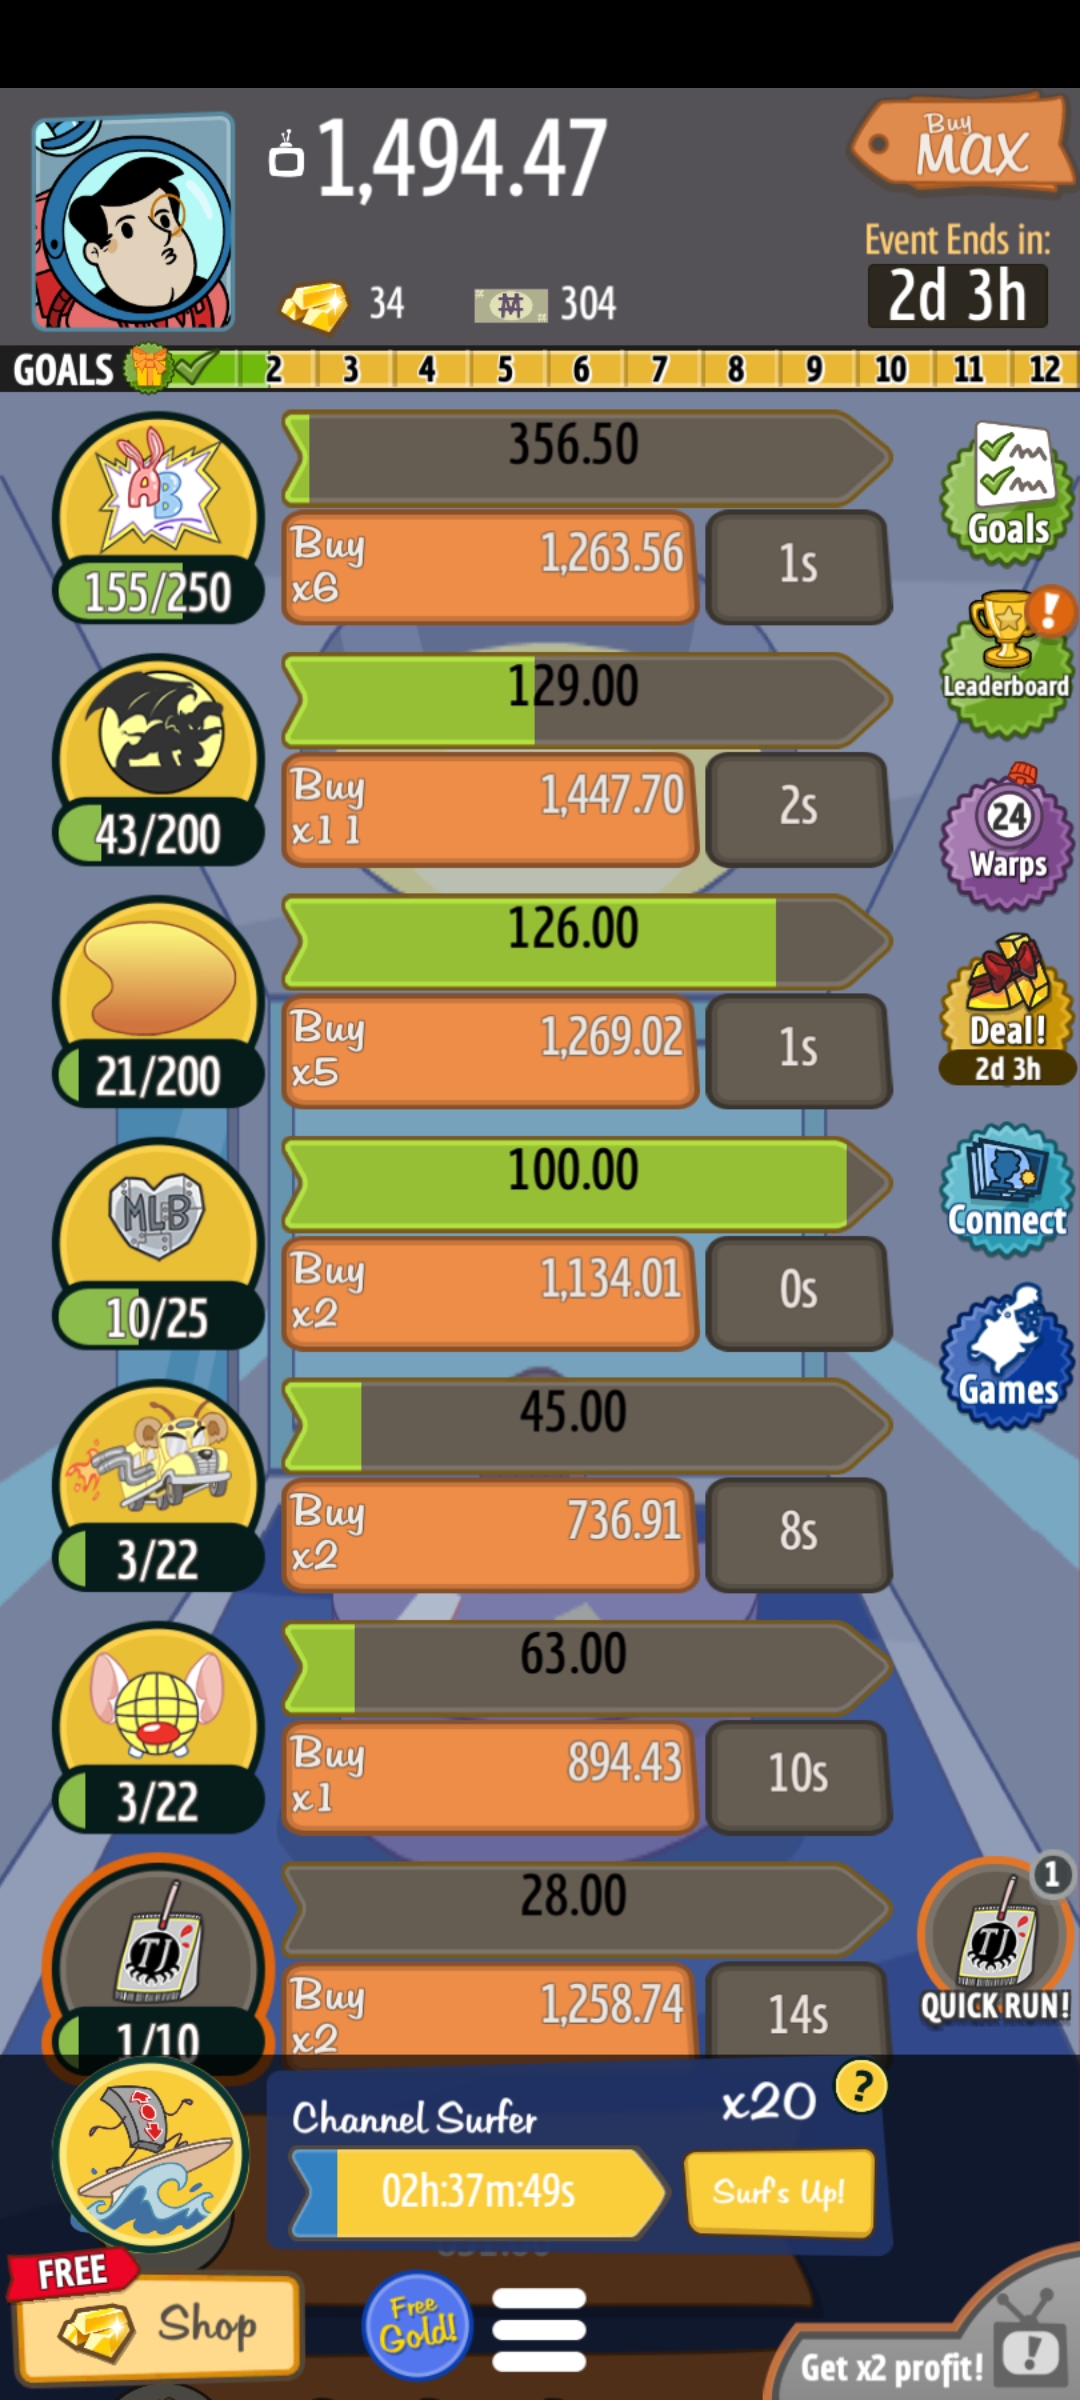 1,494.47
Buy
MAX
34
304
Event Ends in:
2d 3h
GOALS 2 3 4 5 6 7 8 9 10 11 12
AB
155/250
356.50
Buy
x6
1,263.56
1s
Goals
43/200
129.00
Buy
x11
1,447.70
2s
Leaderboard
24
Warps
21/200
126.00
Buy
x5
1,269.02
1s
Deal!
2d 3h
MLB
10/25
100.00
Buy
x2
1,134.01
0s
Connect
Games
3/22
45.00
Buy
x2
736.91
8s
3/22
63.00
Buy
x1
894.43
10s
TJ
1/10
28.00
Buy
x2
1,258.74
14s
1
TJ
QUICK RUN!
Channel Surfer
x20
?
02h:37m:49s
Surf's Up!
FREE
Shop
Free
Gold!
Get x2 profit!